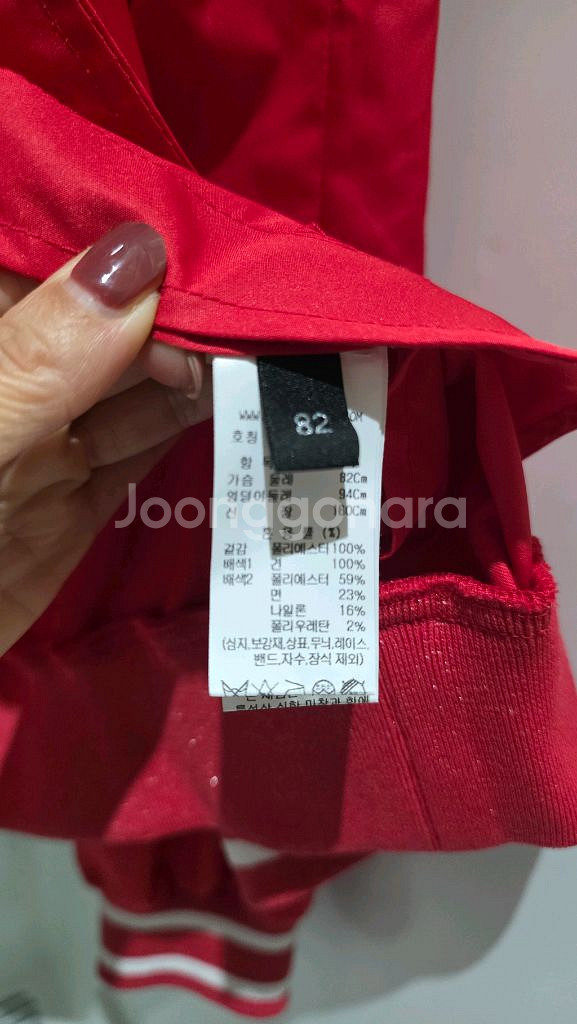 82
호칭
가슴 둘레 82Cm
엉덩이둘레 94Cm
신 장 160Cm
Joonggonara
(%)
겉감 폴리에스터 100%
배색1 견 100%
배색2 폴리에스터 59%
면 23%
나일론 16%
폴리우레탄 2%
(심지,보강재,상표,무늬,레이스,
밴드,자수,장식 제외)